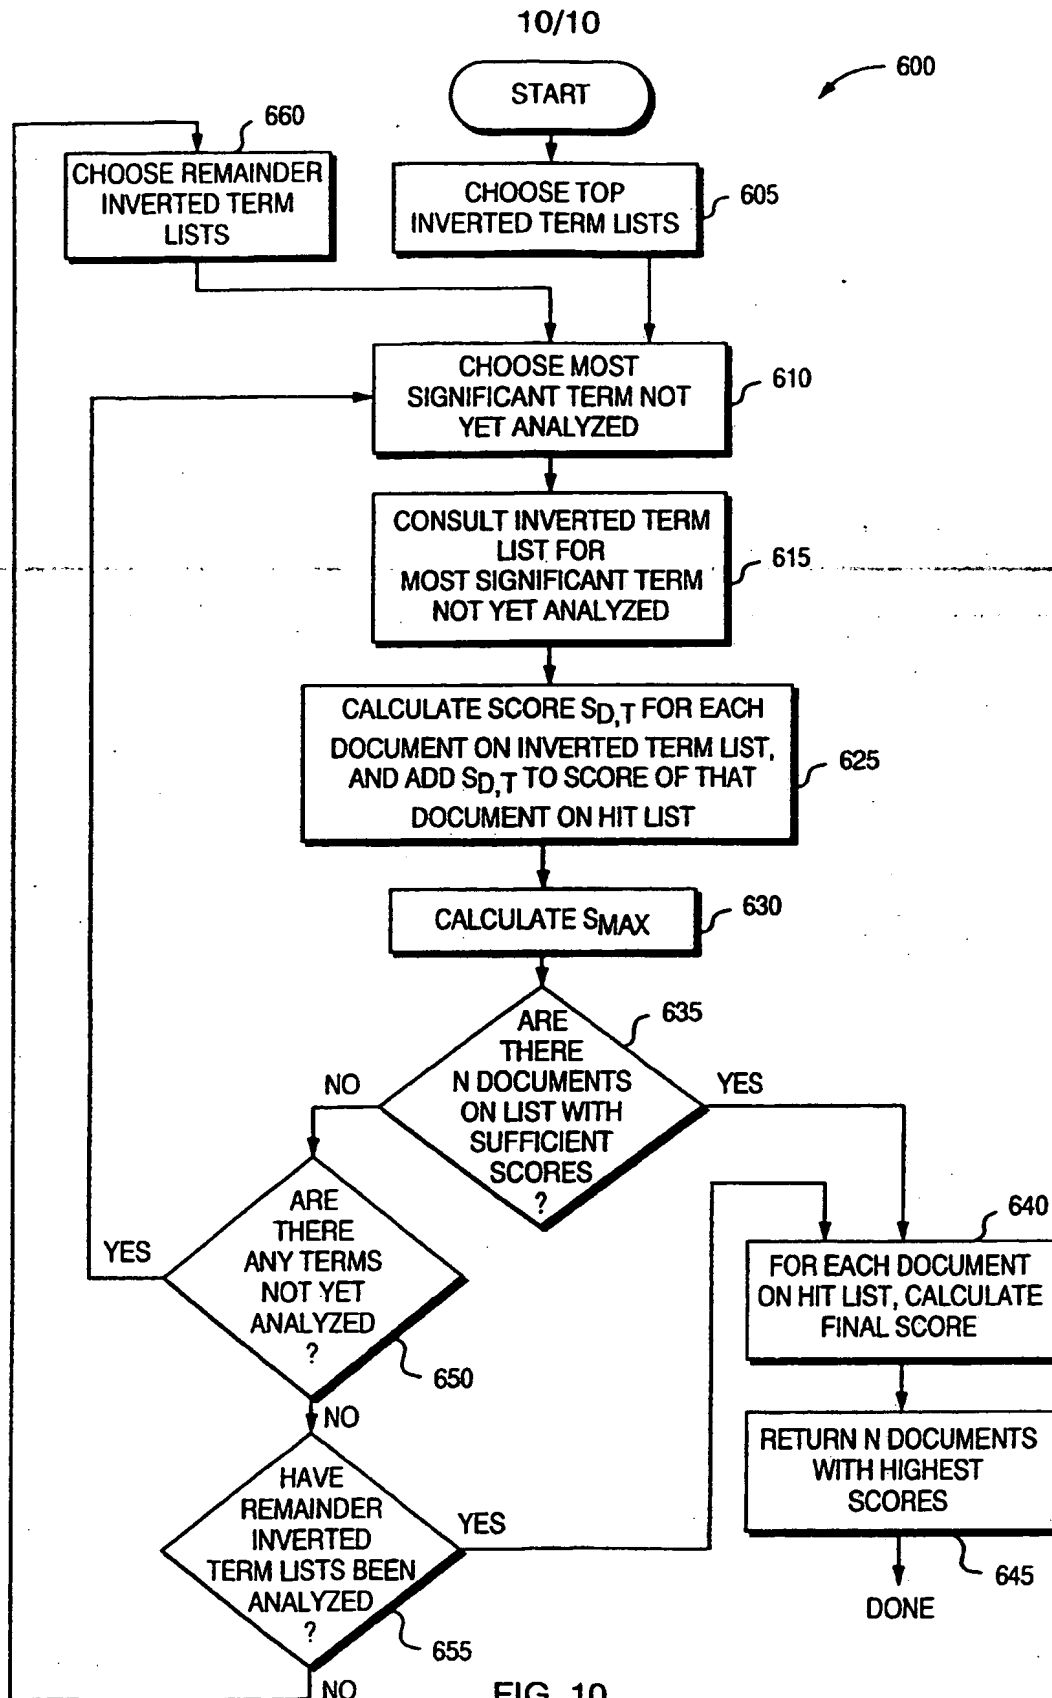 10/10
600
START
660
CHOOSE REMAINDER
INVERTED TERM
LISTS
CHOOSE TOP
INVERTED TERM LISTS
605
CHOOSE MOST
SIGNIFICANT TERM NOT
YET ANALYZED
610
CONSULT INVERTED TERM
LIST FOR
MOST SIGNIFICANT TERM
NOT YET ANALYZED
615
CALCULATE SCORE SD,T FOR EACH
DOCUMENT ON INVERTED TERM LIST,
AND ADD SD,T TO SCORE OF THAT
DOCUMENT ON HIT LIST
625
CALCULATE SMAX
630
ARE
THERE
N DOCUMENTS
ON LIST WITH
SUFFICIENT
SCORES
?
635
NO
YES
ARE
THERE
ANY TERMS
NOT YET
ANALYZED
?
YES
650
NO
640
FOR EACH DOCUMENT
ON HIT LIST, CALCULATE
FINAL SCORE
RETURN N DOCUMENTS
WITH HIGHEST
SCORES
645
DONE
HAVE
REMAINDER
INVERTED
TERM LISTS BEEN
ANALYZED
?
YES
655
NO
FIG. 10